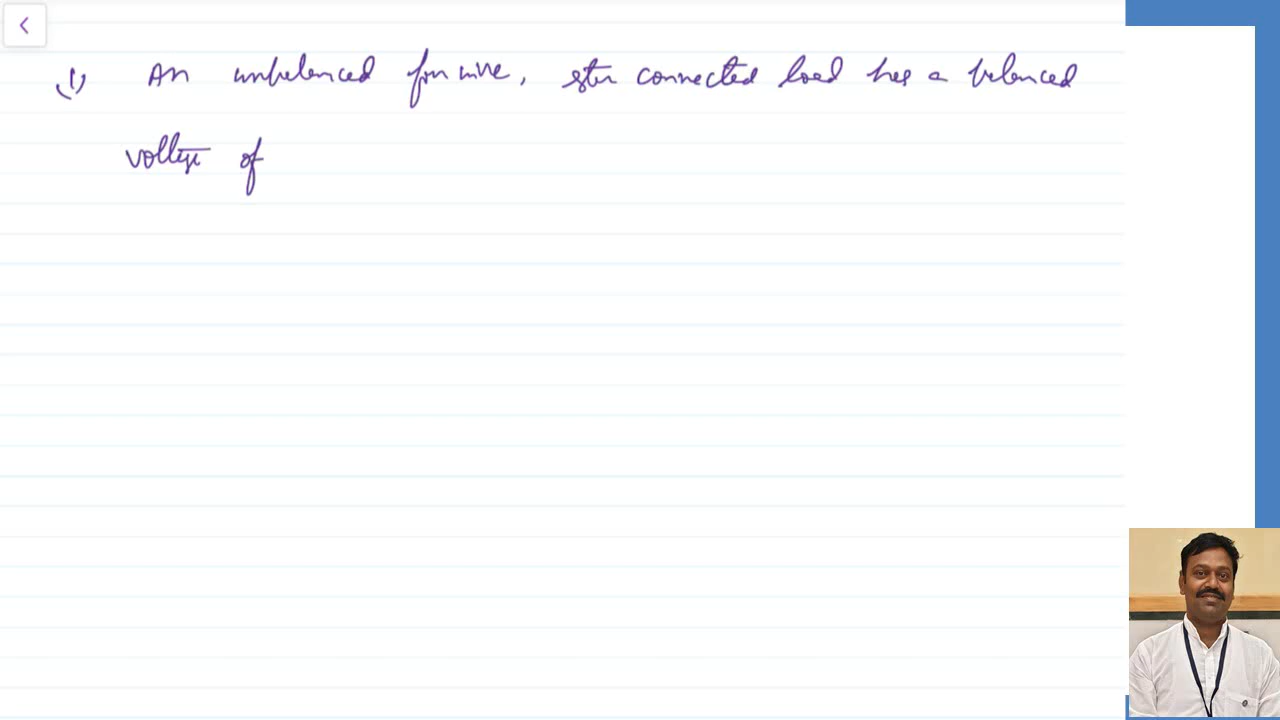 (1) An unbalanced four wire, star connected load has a balanced
voltage of